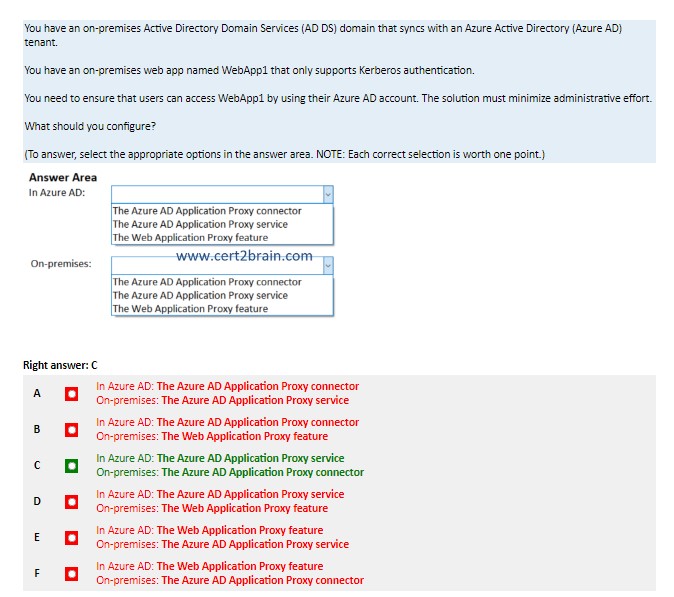 You have an on-premises Active Directory Domain Services (AD DS) domain that syncs with an Azure Active Directory (Azure AD)
tenant.
You have an on-premises web app named WebApp1 that only supports Kerberos authentication.
You need to ensure that users can access WebApp1 by using their Azure AD account. The solution must minimize administrative effort.
What should you configure?
(To answer, select the appropriate options in the answer area. NOTE: Each correct selection is worth one point.)
Answer Area
In Azure AD:
The Azure AD Application Proxy connector
The Azure AD Application Proxy service
The Web Application Proxy feature
www.cert2brain.com
On-premises:
The Azure AD Application Proxy connector
The Azure AD Application Proxy service
The Web Application Proxy feature
Right answer: C
A
In Azure AD: The Azure AD Application Proxy connector
On-premises: The Azure AD Application Proxy service
B
In Azure AD: The Azure AD Application Proxy connector
On-premises: The Web Application Proxy feature
C
In Azure AD: The Azure AD Application Proxy service
On-premises: The Azure AD Application Proxy connector
D
In Azure AD: The Azure AD Application Proxy service
On-premises: The Web Application Proxy feature
E
In Azure AD: The Web Application Proxy feature
On-premises: The Azure AD Application Proxy service
F
In Azure AD: The Web Application Proxy feature
On-premises: The Azure AD Application Proxy connector